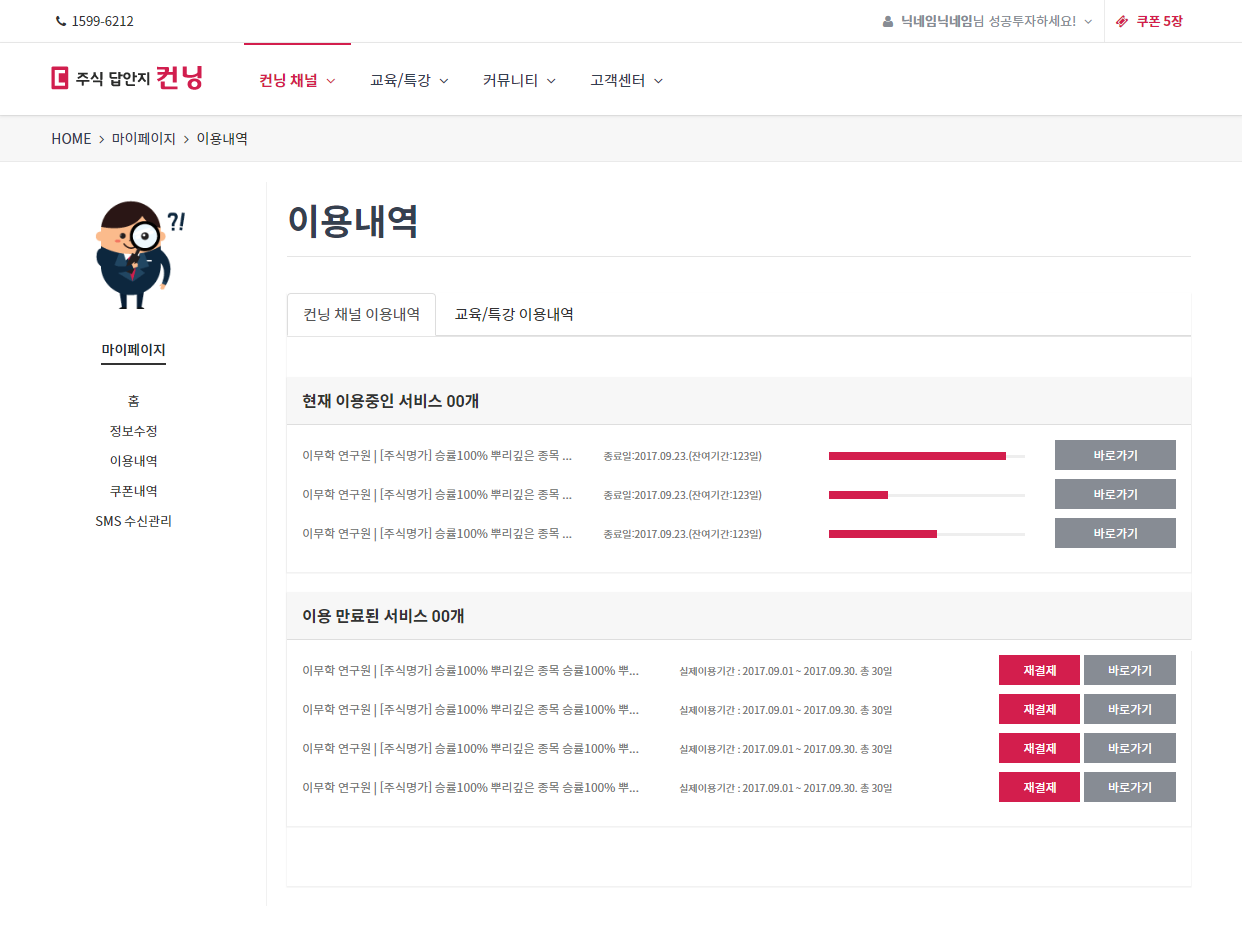 1599-6212
닉네임닉네임님 성공투자하세요!
쿠폰 5장
주식 답안지 컨닝
컨닝 채널
교육/특강
커뮤니티
고객센터
HOME > 마이페이지 > 이용내역
?!
마이페이지
홈
정보수정
이용내역
쿠폰내역
SMS 수신관리
이용내역
컨닝 채널 이용내역
교육/특강 이용내역
현재 이용중인 서비스 00개
이무학 연구원 | [주식명가] 승률100% 뿌리깊은 종목 ... 종료일:2017.09.23.(잔여기간:123일) 바로가기
이무학 연구원 | [주식명가] 승률100% 뿌리깊은 종목 ... 종료일:2017.09.23.(잔여기간:123일) 바로가기
이무학 연구원 | [주식명가] 승률100% 뿌리깊은 종목 ... 종료일:2017.09.23.(잔여기간:123일) 바로가기
이용 만료된 서비스 00개
이무학 연구원 | [주식명가] 승률100% 뿌리깊은 종목 승률100% 뿌... 실제이용기간 : 2017.09.01 ~ 2017.09.30. 총 30일 재결제 바로가기
이무학 연구원 | [주식명가] 승률100% 뿌리깊은 종목 승률100% 뿌... 실제이용기간 : 2017.09.01 ~ 2017.09.30. 총 30일 재결제 바로가기
이무학 연구원 | [주식명가] 승률100% 뿌리깊은 종목 승률100% 뿌... 실제이용기간 : 2017.09.01 ~ 2017.09.30. 총 30일 재결제 바로가기
이무학 연구원 | [주식명가] 승률100% 뿌리깊은 종목 승률100% 뿌... 실제이용기간 : 2017.09.01 ~ 2017.09.30. 총 30일 재결제 바로가기